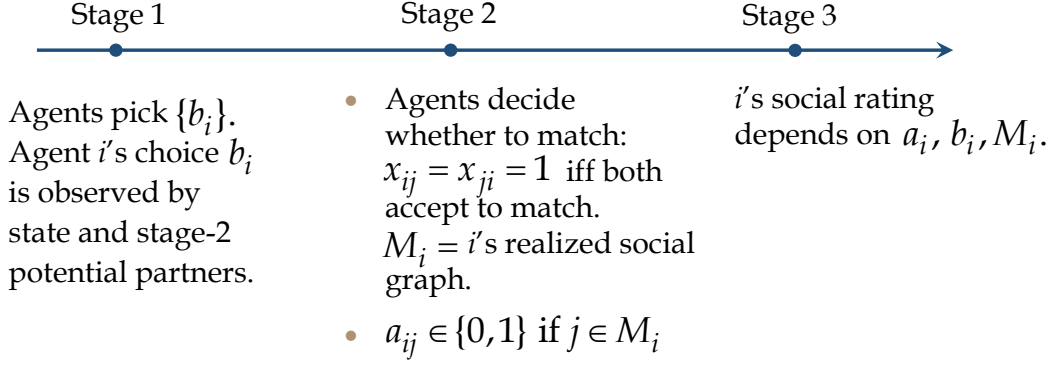 Stage 1
Stage 2
Stage 3
Agents pick {b_i}.
Agent i's choice b_i
is observed by
state and stage-2
potential partners.
• Agents decide
whether to match:
x_ij = x_ji = 1 iff both
accept to match.
M_i = i's realized social
graph.
• a_ij ∈ {0,1} if j ∈ M_i
i's social rating
depends on a_i, b_i, M_i.